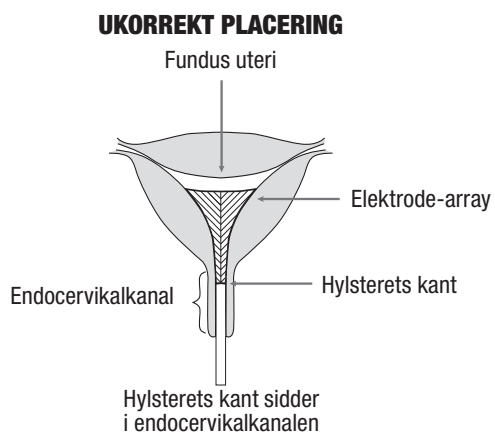 UKORREKT PLACERING
Fundus uteri
Elektrode-array
Hylsterets kant
Endocervikalkanal
Hylsterets kant sidder
i endocervikalkanalen